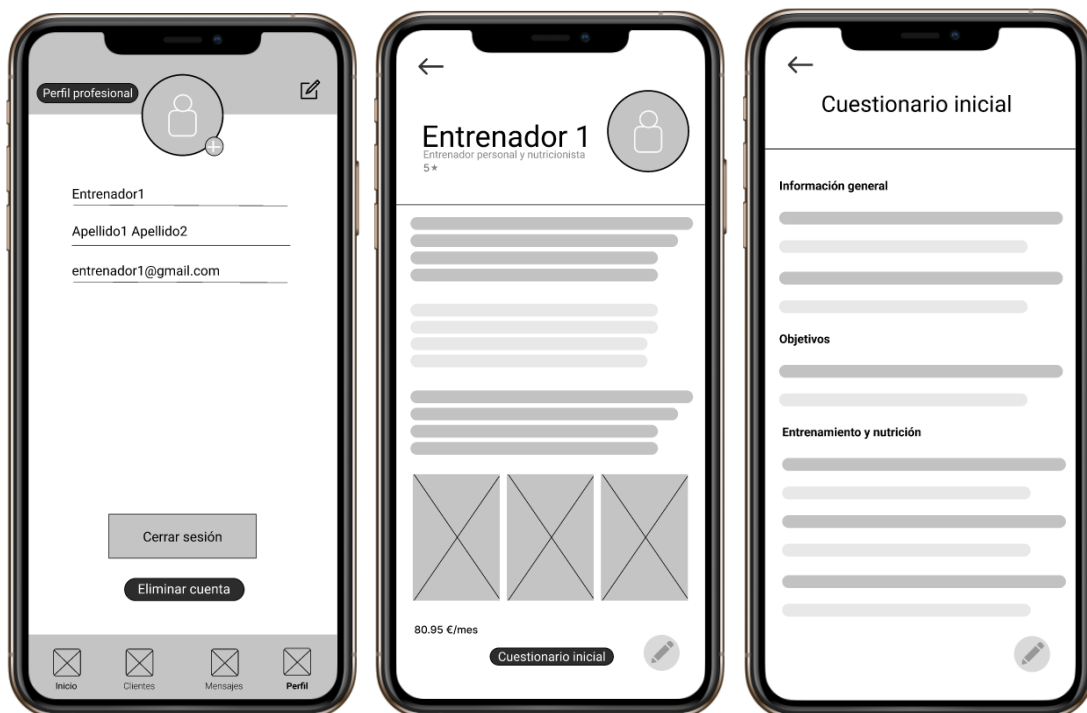 Perfil profesional
Entrenador1
Apellido1 Apellido2
entrenador1@gmail.com
Cerrar sesión
Eliminar cuenta
Inicio
Clientes
Mensajes
Perfil
Entrenador 1
Entrenador personal y nutricionista
5★
80.95 €/mes
Cuestionario inicial
Cuestionario inicial
Información general
Objetivos
Entrenamiento y nutrición